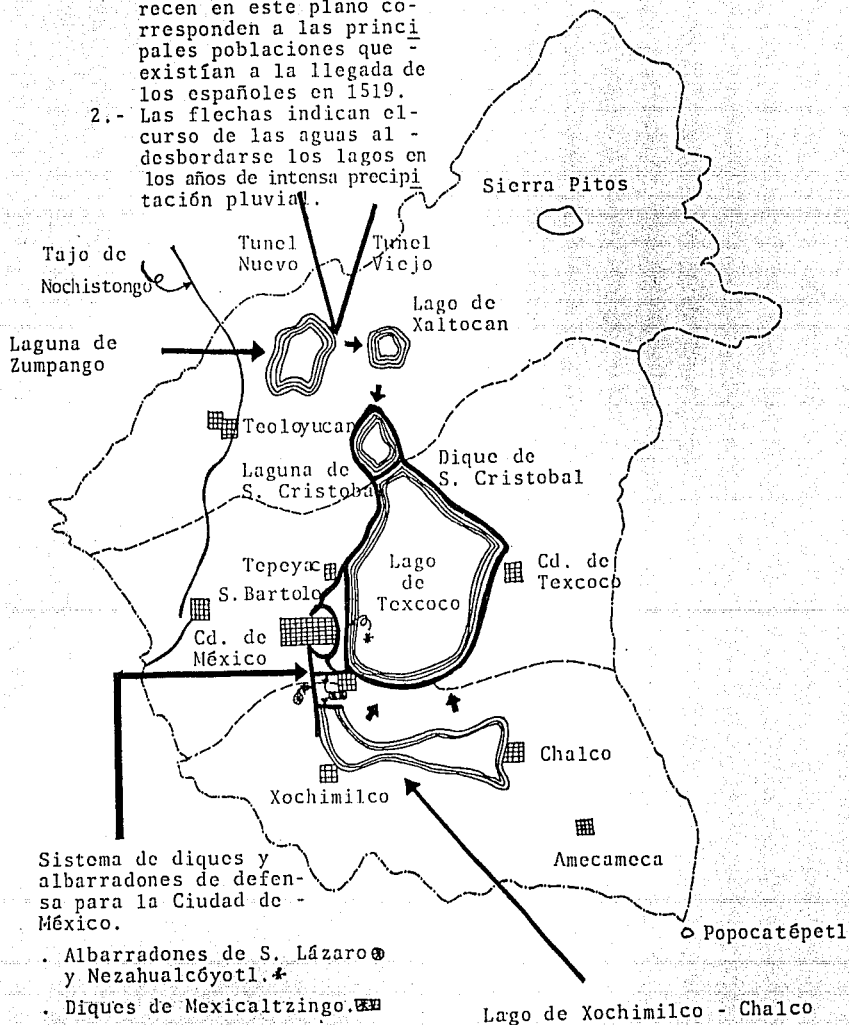 recen en este plano co-
rresponden a las princi
pales poblaciones que -
existían a la llegada de
los españoles en 1519.
2.- Las flechas indican el-
curso de las aguas al -
desbordarse los lagos en
los años de intensa precipi
tación pluvial.
Sierra Pitos
Tajo de
Nochistongo
Tunel
Nuevo
Tunel
Viejo
Lago de
Xaltocan
Laguna de
Zumpango
Teoloyucan
Laguna de
S. Cristobal
Dique de
S. Cristobal
Tepeyac
S. Bartolo
Lago
de
Texcoco
Cd. de
Texcoco
Cd. de
México
Chalco
Xochimilco
Amecameca
Popocatépetl
Sistema de diques y
albarradones de defen-
sa para la Ciudad de -
México.
. Albarradones de S. Lázaro
y Nezahualcóyotl.
. Diques de Mexicaltzingo.
Lago de Xochimilco - Chalco